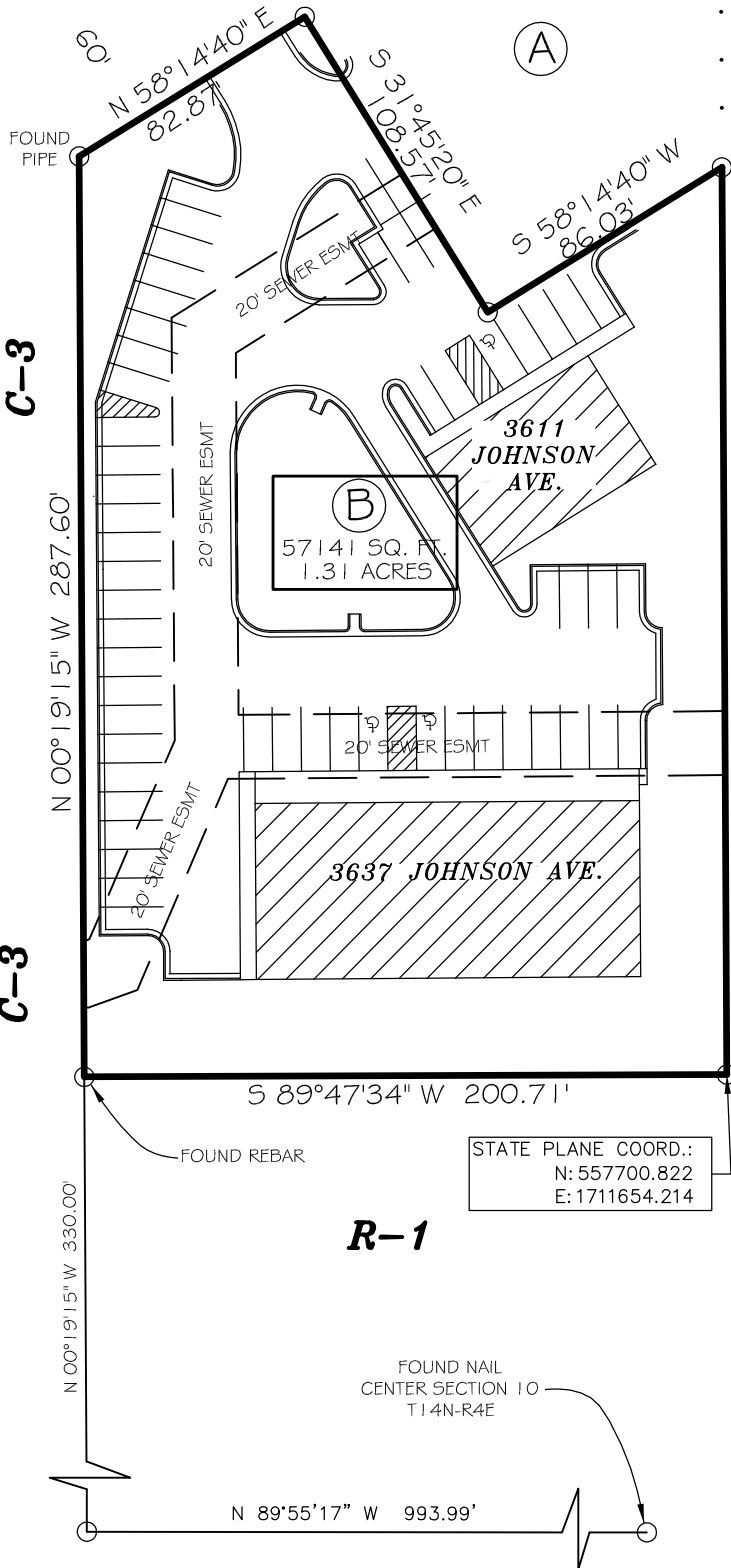 60'
N 58°14'40" E
82.87'
A
S 31°45'20" E
108.57'
FOUND
PIPE
S 58°14'40" W
86.03'
20' SEWER ESMT
C-3
3611
JOHNSON
AVE.
20' SEWER ESMT
B
57141 SQ. FT.
1.31 ACRES
N 00°19'15" W 287.60'
20' SEWER ESMT
20' SEWER ESMT
3637 JOHNSON AVE.
C-3
S 89°47'34" W 200.71'
FOUND REBAR
STATE PLANE COORD.:
N: 557700.822
E: 1711654.214
R-1
N 00°19'15" W 330.00'
FOUND NAIL
CENTER SECTION 10
T14N-R4E
N 89°55'17" W 993.99'